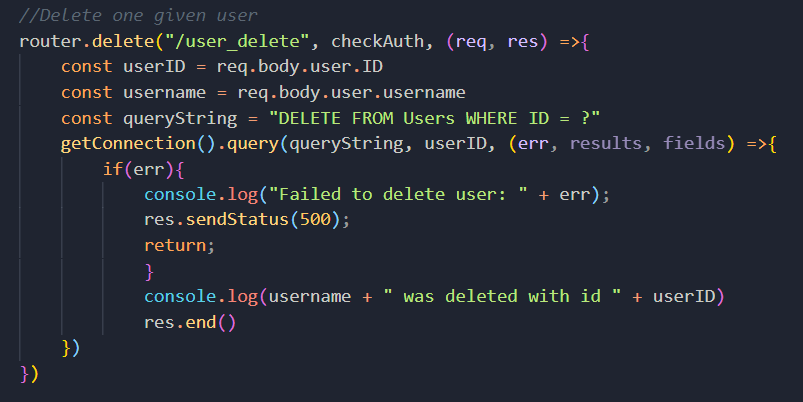 //Delete one given user
router.delete("/user_delete", checkAuth, (req, res) =>{
const userID = req.body.user.ID
const username = req.body.user.username
const queryString = "DELETE FROM Users WHERE ID = ?"
getConnection().query(queryString, userID, (err, results, fields) =>{
if(err){
console.log("Failed to delete user: " + err);
res.sendStatus(500);
return;
}
console.log(username + " was deleted with id " + userID)
res.end()
})
})